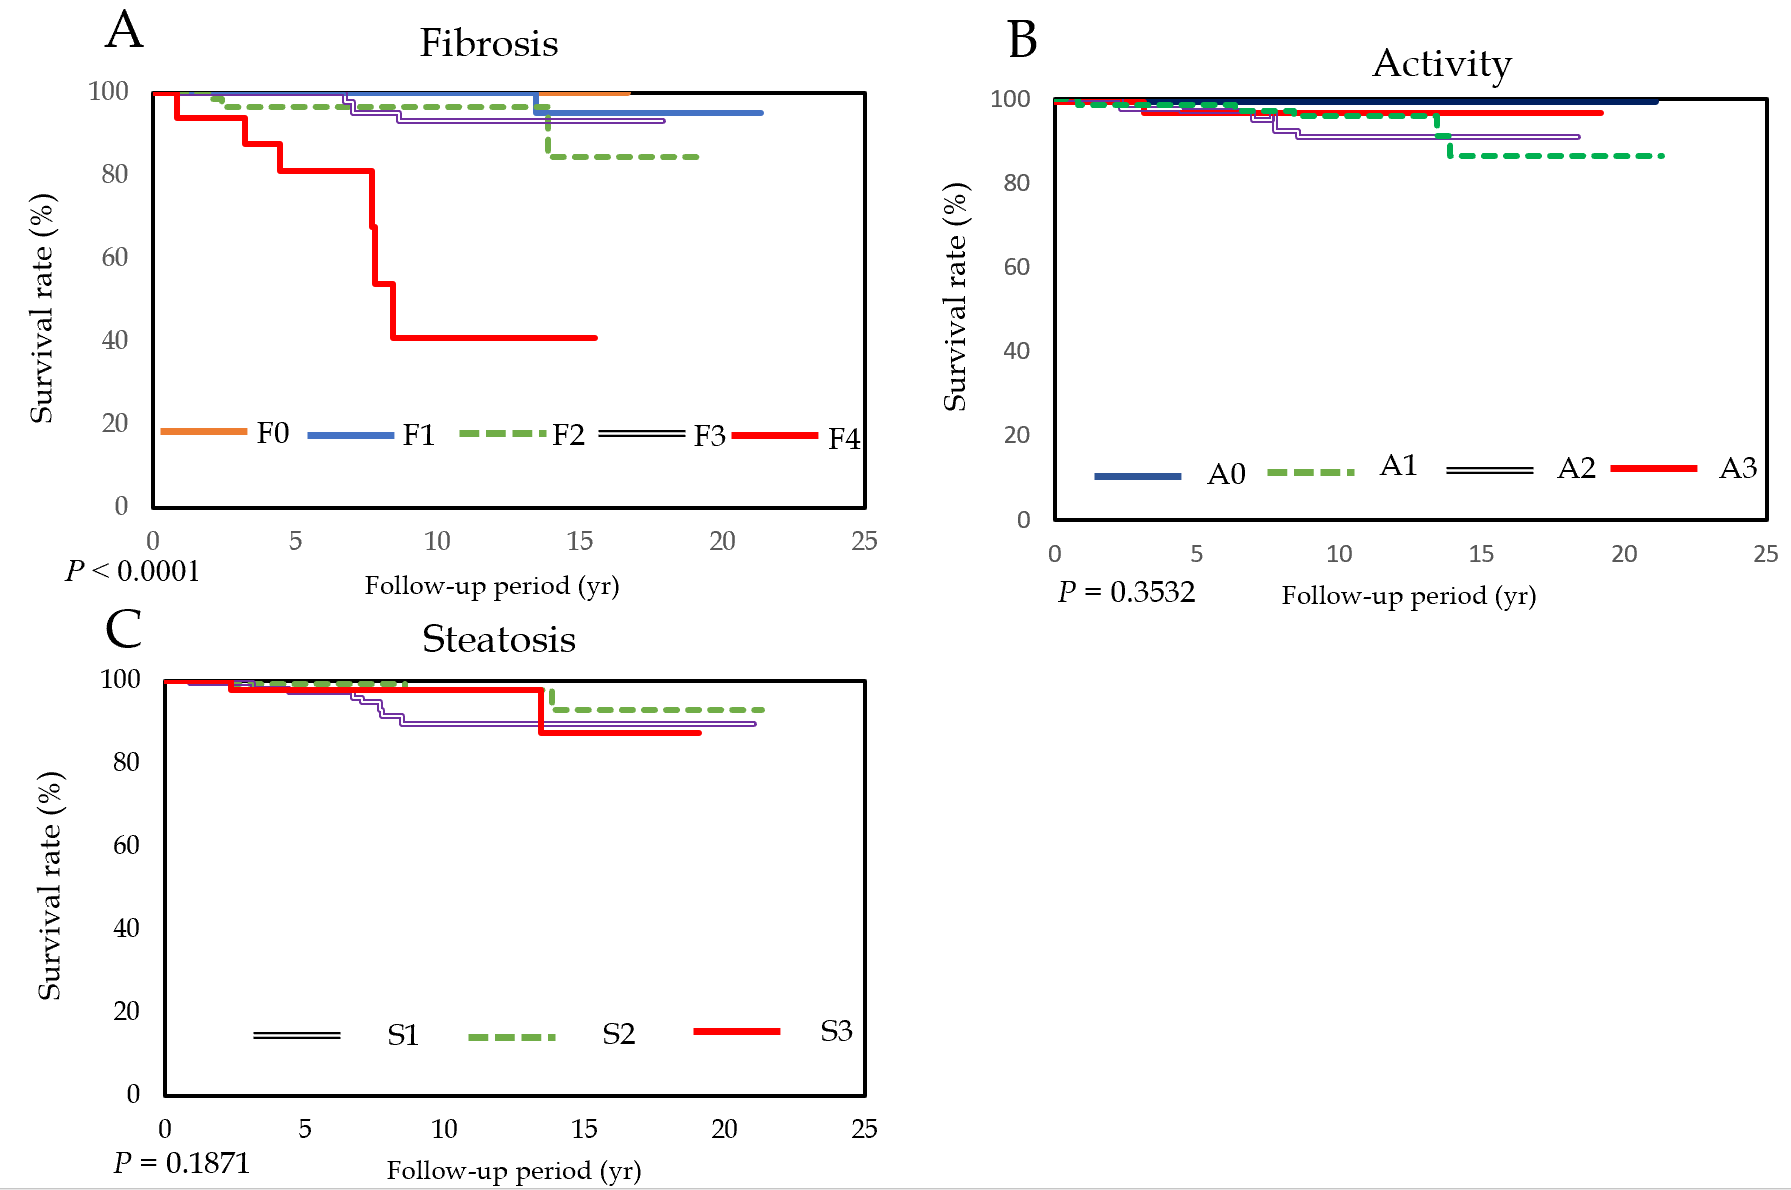 A
Fibrosis
100
80
60
40
20
0
Survival rate (%)
F0 F1 F2 F3 F4
0 5 10 15 20 25
P < 0.0001
Follow-up period (yr)
B
Activity
100
80
60
40
20
0
Survival rate (%)
A0 A1 A2 A3
0 5 10 15 20 25
P = 0.3532
Follow-up period (yr)
C
Steatosis
100
80
60
40
20
0
Survival rate (%)
S1 S2 S3
0 5 10 15 20 25
P = 0.1871
Follow-up period (yr)